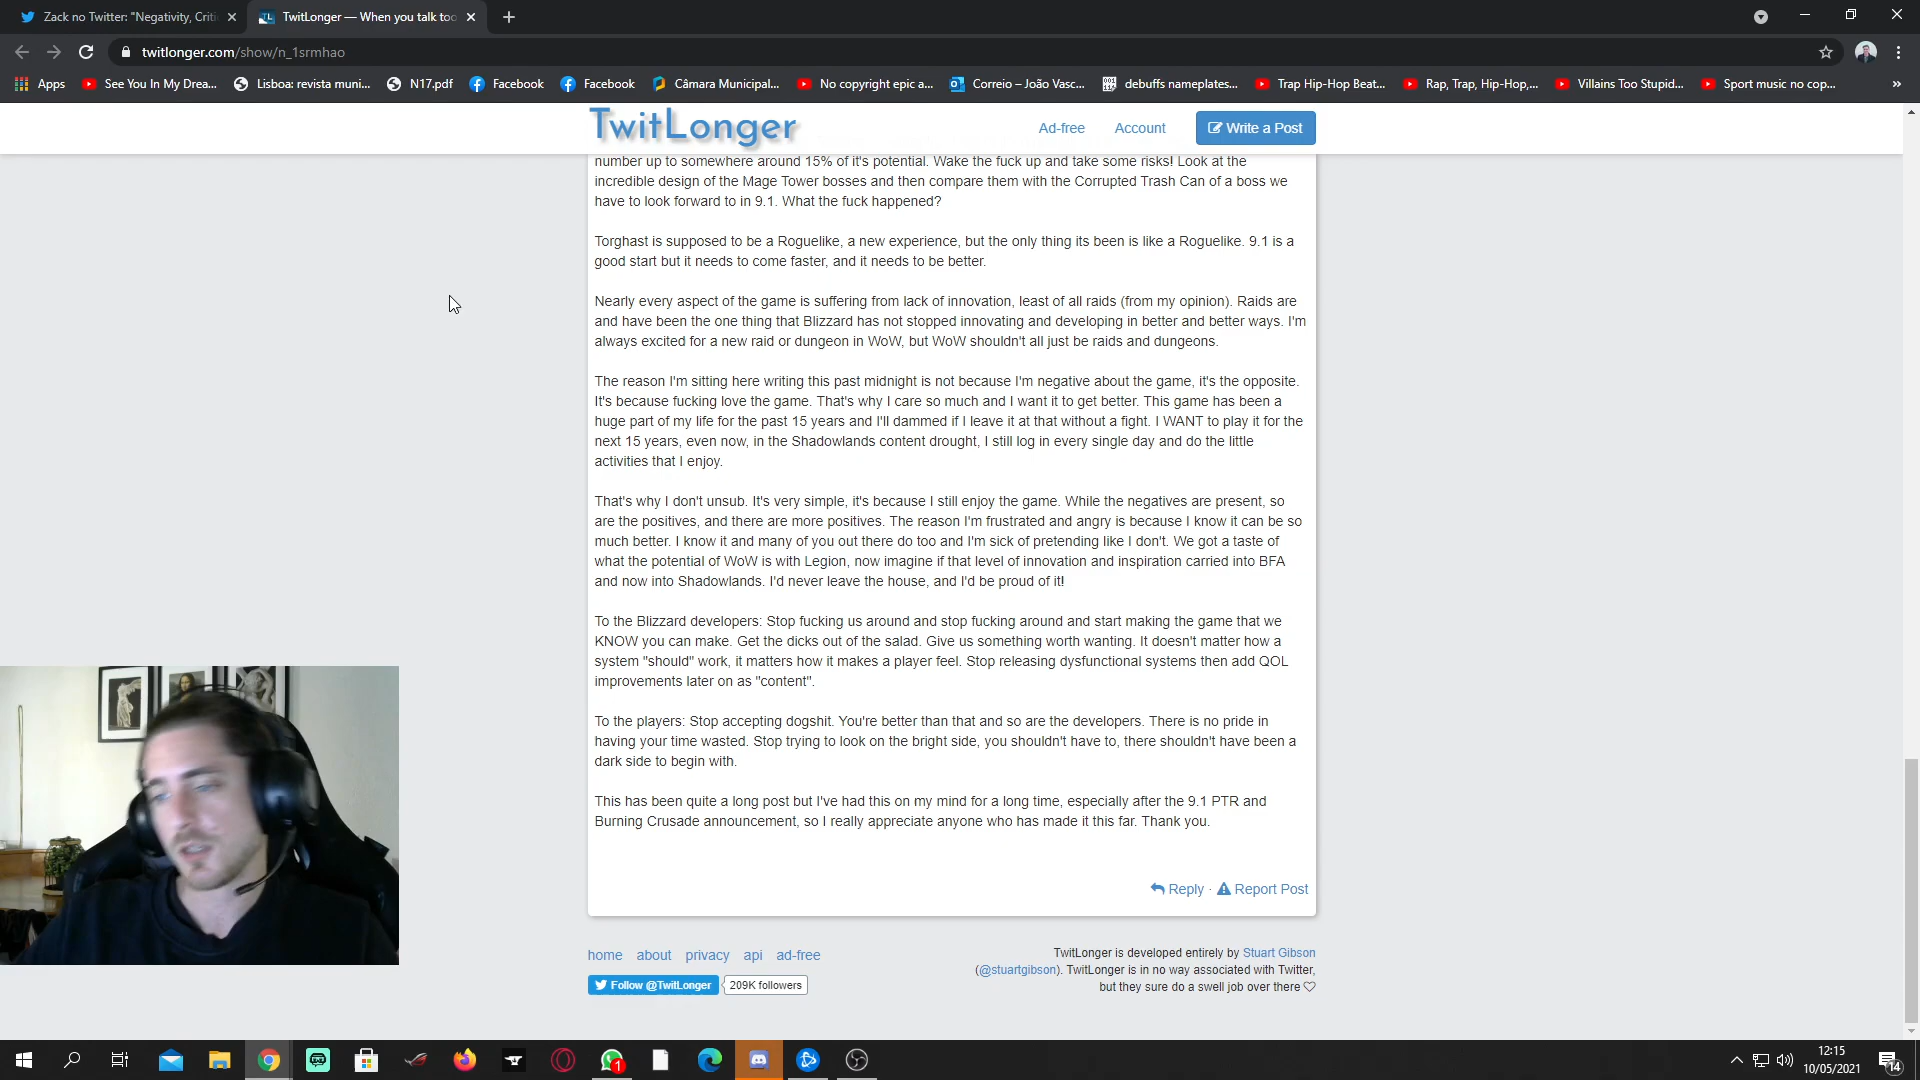 Zack no Twitter: "Negativity, Criti
TwitLonger — When you talk too
twitlonger.com/show/n_1srmhao
Apps
See You In My Drea...
Lisboa: revista muni...
N17.pdf
Facebook
Facebook
Câmara Municipal...
No copyright epic a...
Correio – João Vasc...
debuffs nameplates...
Trap Hip-Hop Beat...
Rap, Trap, Hip-Hop,...
Villains Too Stupid...
Sport music no cop...
»
TwitLonger
Ad-free
Account
Write a Post
number up to somewhere around 15% of it's potential. Wake the fuck up and take some risks! Look at the
incredible design of the Mage Tower bosses and then compare them with the Corrupted Trash Can of a boss we
have to look forward to in 9.1. What the fuck happened?
Torghast is supposed to be a Roguelike, a new experience, but the only thing its been is like a Roguelike. 9.1 is a
good start but it needs to come faster, and it needs to be better.
Nearly every aspect of the game is suffering from lack of innovation, least of all raids (from my opinion). Raids are
and have been the one thing that Blizzard has not stopped innovating and developing in better and better ways. I'm
always excited for a new raid or dungeon in WoW, but WoW shouldn't all just be raids and dungeons.
The reason I'm sitting here writing this past midnight is not because I'm negative about the game, it's the opposite.
It's because fucking love the game. That's why I care so much and I want it to get better. This game has been a
huge part of my life for the past 15 years and I'll dammed if I leave it at that without a fight. I WANT to play it for the
next 15 years, even now, in the Shadowlands content drought, I still log in every single day and do the little
activities that I enjoy.
That's why I don't unsub. It's very simple, it's because I still enjoy the game. While the negatives are present, so
are the positives, and there are more positives. The reason I'm frustrated and angry is because I know it can be so
much better. I know it and many of you out there do too and I'm sick of pretending like I don't. We got a taste of
what the potential of WoW is with Legion, now imagine if that level of innovation and inspiration carried into BFA
and now into Shadowlands. I'd never leave the house, and I'd be proud of it!
To the Blizzard developers: Stop fucking us around and stop fucking around and start making the game that we
KNOW you can make. Get the dicks out of the salad. Give us something worth wanting. It doesn't matter how a
system "should" work, it matters how it makes a player feel. Stop releasing dysfunctional systems then add QOL
improvements later on as "content".
To the players: Stop accepting dogshit. You're better than that and so are the developers. There is no pride in
having your time wasted. Stop trying to look on the bright side, you shouldn't have to, there shouldn't have been a
dark side to begin with.
This has been quite a long post but I've had this on my mind for a long time, especially after the 9.1 PTR and
Burning Crusade announcement, so I really appreciate anyone who has made it this far. Thank you.
Reply · Report Post
home about privacy api ad-free
Follow @TwitLonger
209K followers
TwitLonger is developed entirely by Stuart Gibson
(@stuartgibson). TwitLonger is in no way associated with Twitter,
but they sure do a swell job over there ♡
1
12:15
10/05/2021
14